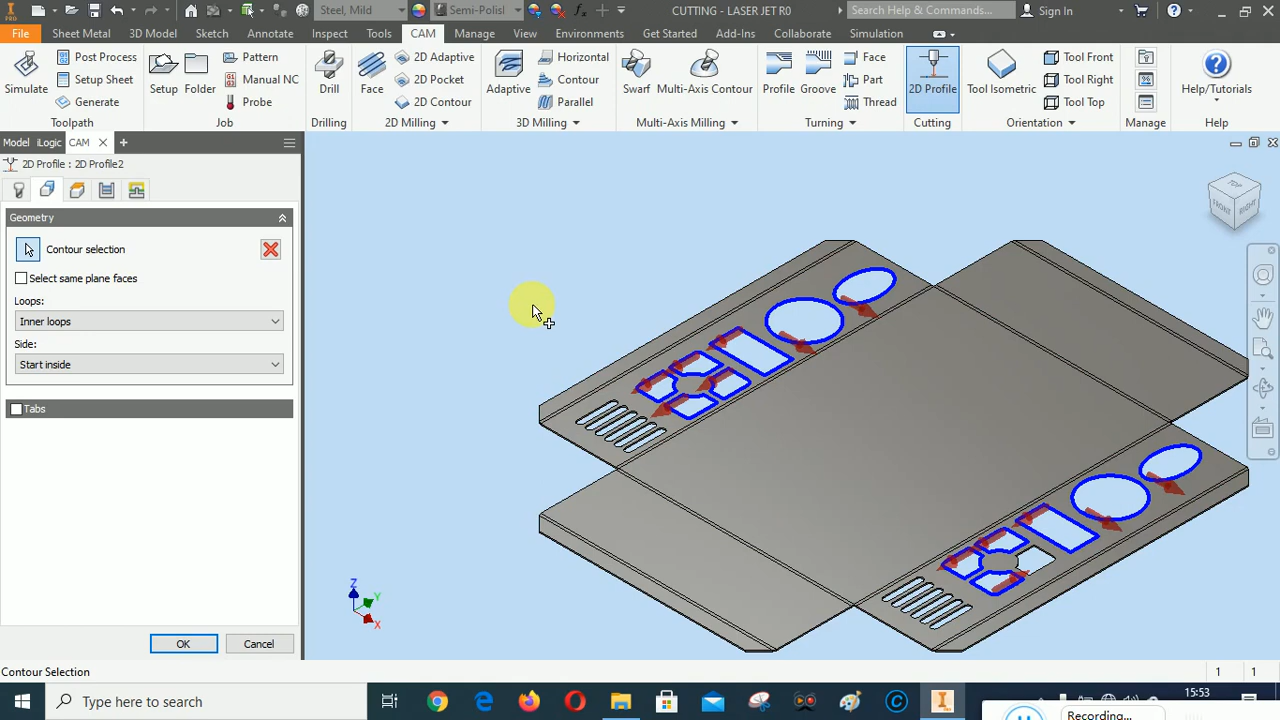 PRO
Steel, Mild
Semi-Polisl
CUTTING - LASER JET R0
Search Help & Commands...
Sign In
File
Sheet Metal
3D Model
Sketch
Annotate
Inspect
Tools
CAM
Manage
View
Environments
Get Started
Add-Ins
Collaborate
Simulation
Simulate
Post Process
Setup Sheet
Generate
Toolpath
Setup
Folder
Pattern
Manual NC
Probe
Job
Drill
Drilling
Face
2D Adaptive
2D Pocket
2D Contour
2D Milling
Adaptive
Horizontal
Contour
Parallel
3D Milling
Swarf
Multi-Axis Contour
Multi-Axis Milling
Profile
Groove
Face
Part
Thread
Turning
2D Profile
Cutting
Tool Isometric
Tool Front
Tool Right
Tool Top
Orientation
Manage
Help/Tutorials
Help
Model
iLogic
CAM
2D Profile : 2D Profile2
Geometry
Contour selection
Select same plane faces
Loops:
Inner loops
Side:
Start inside
Tabs
OK
Cancel
TOP
FRONT
RIGHT
Z
Y
X
Contour Selection
1
1
Type here to search
15:53
Recording...